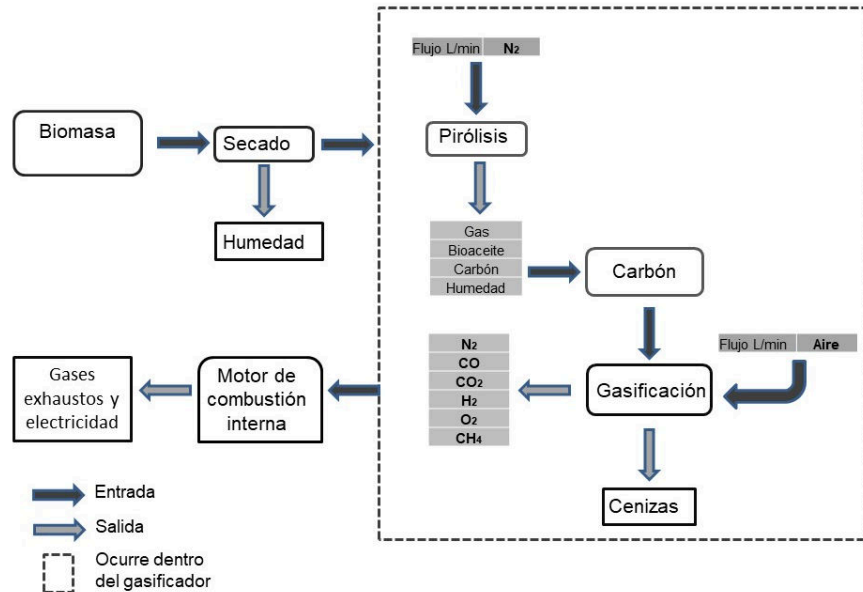 Flujo L/min N2
Biomasa
Secado
Pirólisis
Humedad
Gas
Bioaceite
Carbón
Humedad
Carbón
Flujo L/min Aire
N2
CO
CO2
H2
O2
CH4
Gasificación
Motor de
combustión
interna
Gases
exhaustos y
electricidad
Cenizas
Entrada
Salida
Ocurre dentro
del gasificador